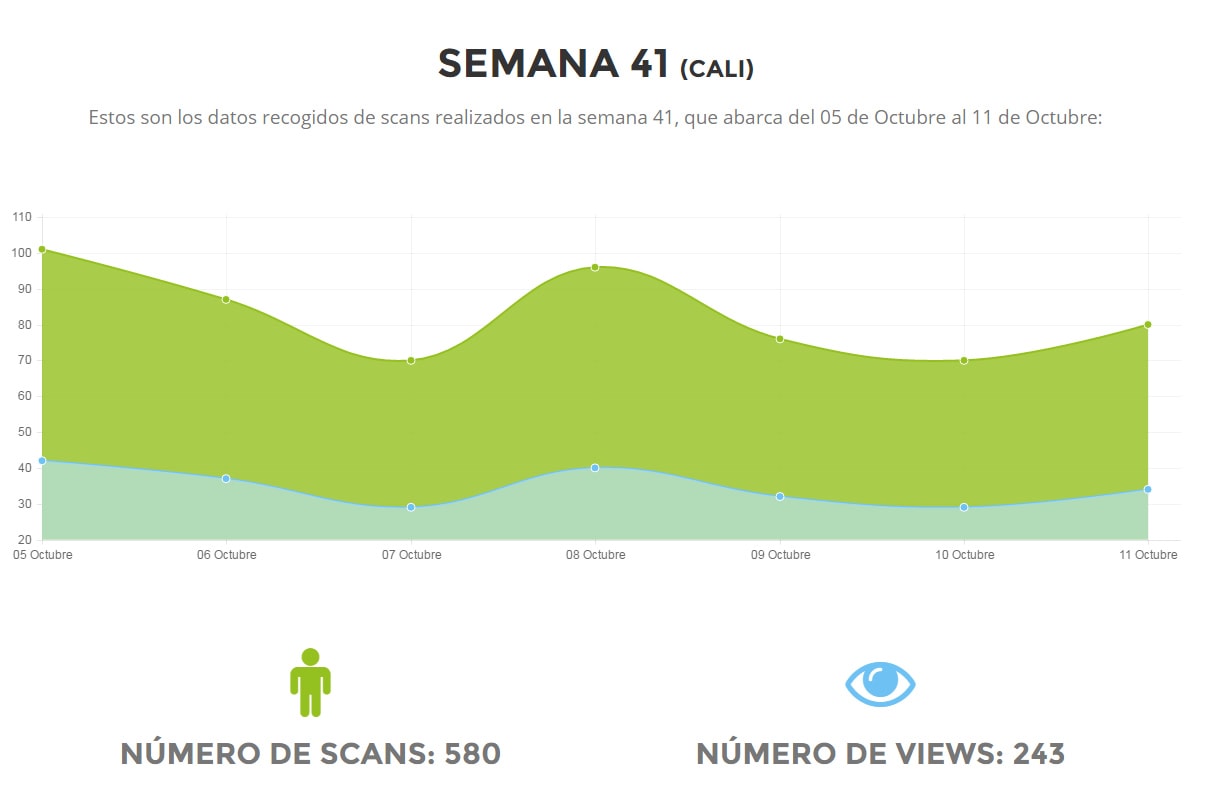 SEMANA 41 (CALI)
Estos son los datos recogidos de scans realizados en la semana 41, que abarca del 05 de Octubre al 11 de Octubre:
110
100
90
80
70
60
50
40
30
20
05 Octubre 06 Octubre 07 Octubre 08 Octubre 09 Octubre 10 Octubre 11 Octubre
NÚMERO DE SCANS: 580 NÚMERO DE VIEWS: 243